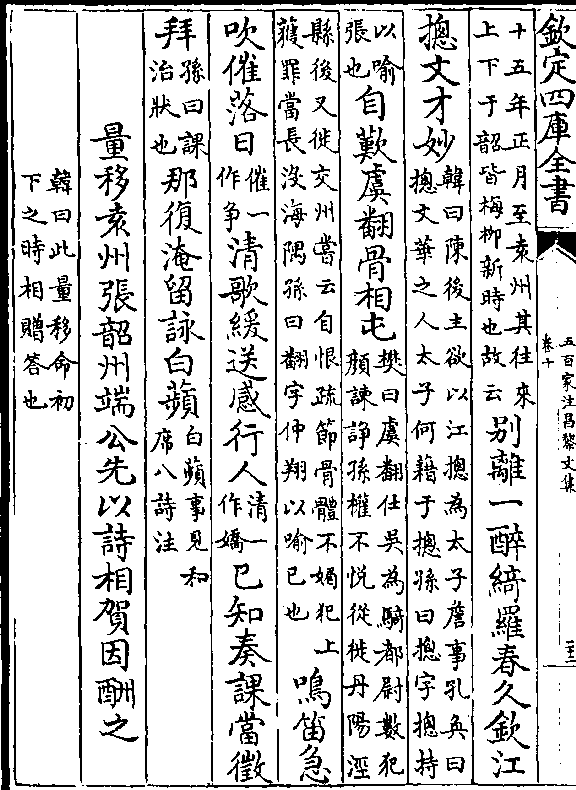 欽定四庫全書
五百家注昌黎文集
卷十
十五年正月至袁州其徃來
上下于韶皆梅柳新時也故云
別離一醉綺羅春久欽江
摠文才妙
韓曰陳後主欲以江摠為太子詹事孔奐曰
摠文華之人太子何藉于摠孫曰摠字摠持
以喻
張也
自歎虞翻骨相屯
樊曰虞翻仕吳為騎都尉數犯
顔諫諍孫權不悦從徙丹陽涇
縣後又徙交州嘗云自恨疏節骨體不媚犯上
獲罪當長没海隅孫曰翻字仲翔以喻已也
鳴笛急
吹催落日
催一
作争
清歌緩送感行人
清一
作嬌
已知奏課當徵
拜
孫曰課
治狀也
那復淹留詠白蘋
白蘋事見和
席八詩注
量移袁州張韶州端公先以詩相賀因酬之
韓曰此量移命初
下之時相贈答也